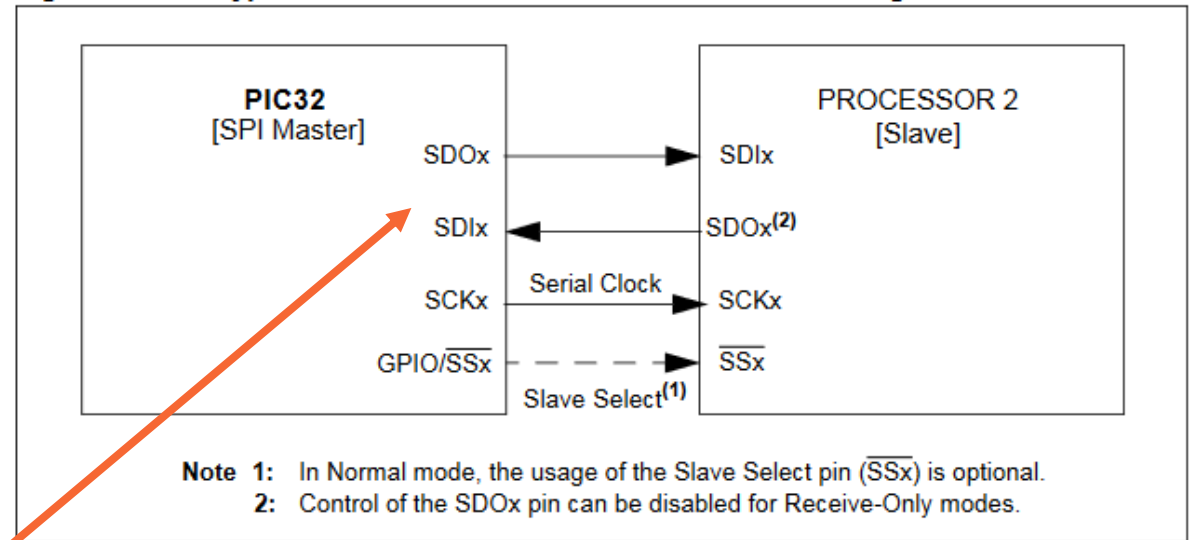 PIC32
[SPI Master]
PROCESSOR 2
[Slave]
SDOx
SDIx
SDIx
SDOx(2)
Serial Clock
SCKx
SCKx
GPIO/SSx
SSx
Slave Select(1)
Note 1: In Normal mode, the usage of the Slave Select pin (SSx) is optional.
2: Control of the SDOx pin can be disabled for Receive-Only modes.